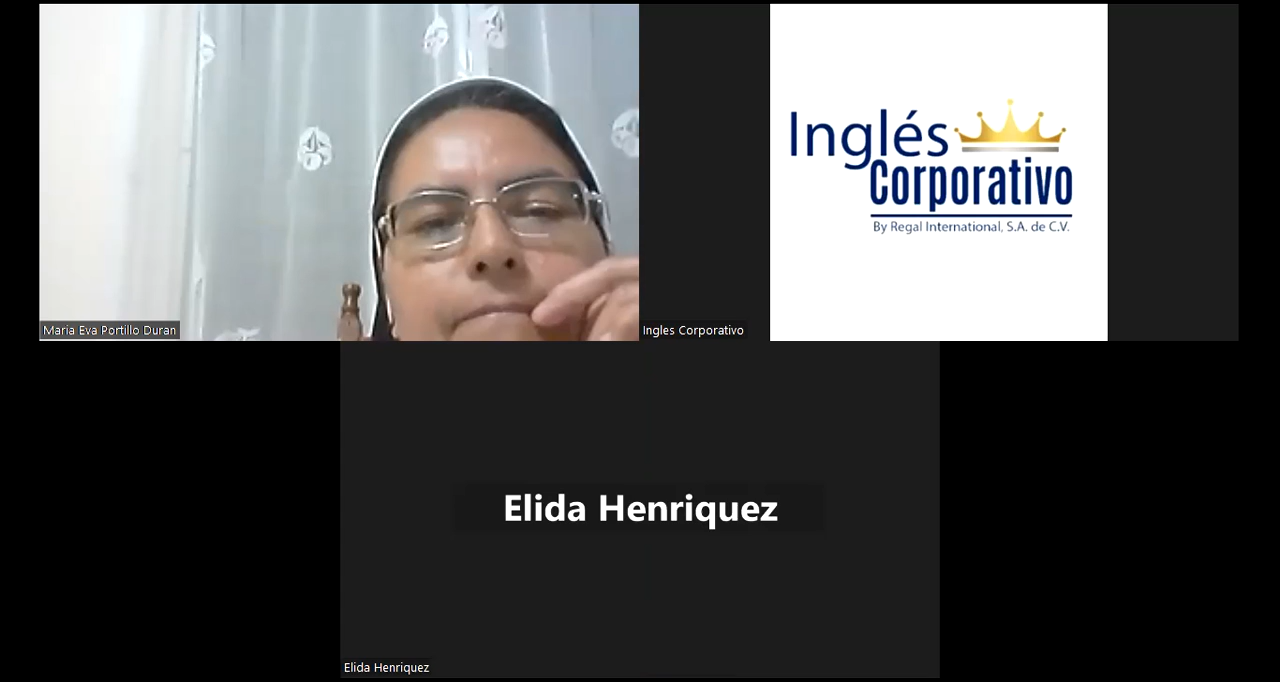 Inglés
Corporativo
By Regal International, S.A. de C.V.
Maria Eva Portillo Duran
Ingles Corporativo
Elida Henriquez
Elida Henriquez